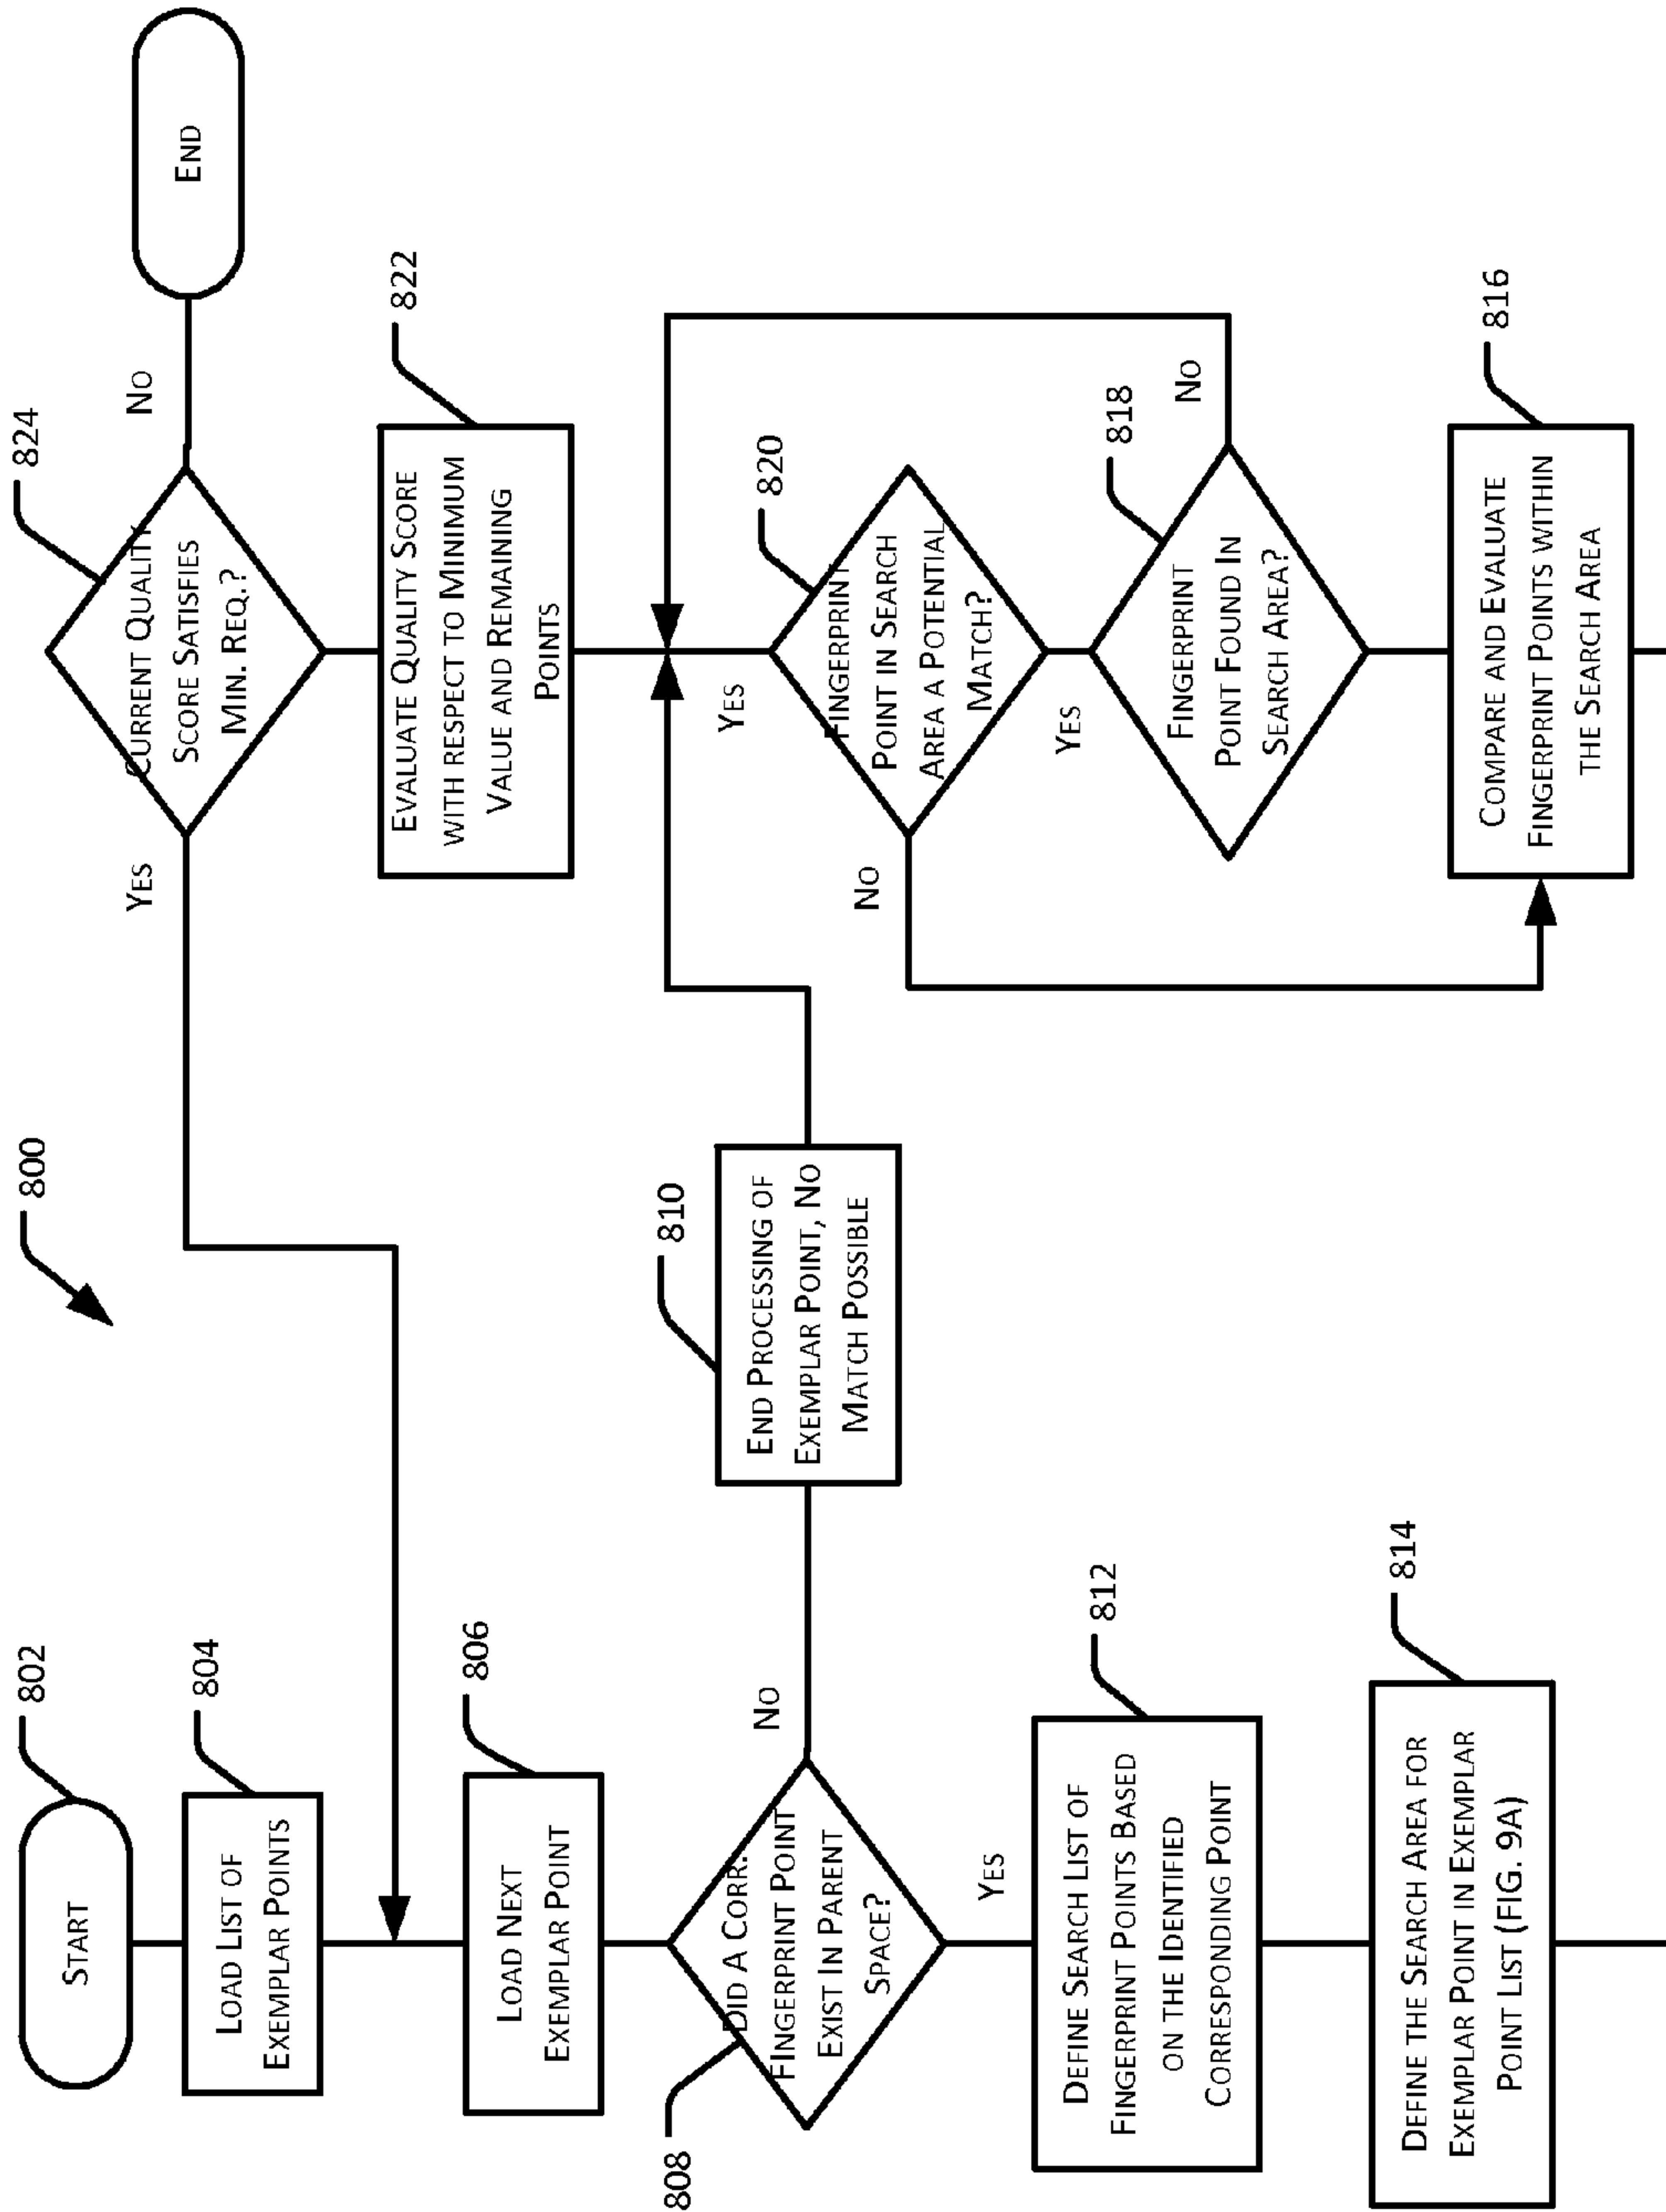 800
802
START
804
LOAD LIST OF
EXEMPLAR POINTS
806
LOAD NEXT
EXEMPLAR POINT
808
DID A CORR.
FINGERPRINT POINT
EXIST IN PARENT
SPACE?
NO
YES
810
END PROCESSING OF
EXEMPLAR POINT, NO
MATCH POSSIBLE
812
DEFINE SEARCH LIST OF
FINGERPRINT POINTS BASED
ON THE IDENTIFIED
CORRESPONDING POINT
814
DEFINE THE SEARCH AREA FOR
EXEMPLAR POINT IN EXEMPLAR
POINT LIST (FIG. 9A)
816
COMPARE AND EVALUATE
FINGERPRINT POINTS WITHIN
THE SEARCH AREA
818
FINGERPRINT
POINT FOUND IN
SEARCH AREA?
NO
YES
820
FINGERPRINT
POINT IN SEARCH
AREA A POTENTIAL
MATCH?
NO
YES
822
EVALUATE QUALITY SCORE
WITH RESPECT TO MINIMUM
VALUE AND REMAINING
POINTS
824
CURRENT QUALITY
SCORE SATISFIES
MIN. REQ.?
YES
NO
END